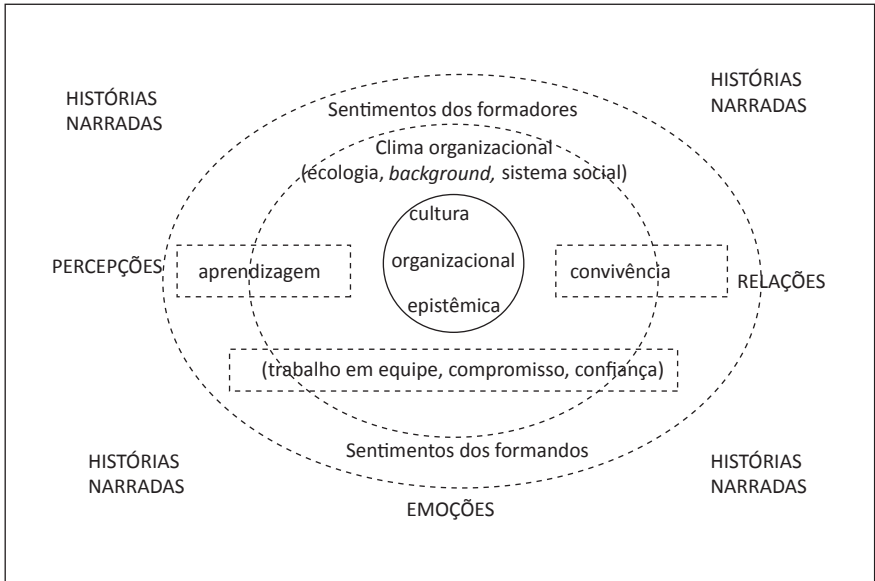 HISTÓRIAS
NARRADAS
HISTÓRIAS
NARRADAS
Sentimentos dos formadores
Clima organizacional
(ecologia, background, sistema social)
cultura
organizacional
epistêmica
PERCEPÇÕES
aprendizagem
convivência
RELAÇÕES
(trabalho em equipe, compromisso, confiança)
Sentimentos dos formandos
HISTÓRIAS
NARRADAS
HISTÓRIAS
NARRADAS
EMOÇÕES